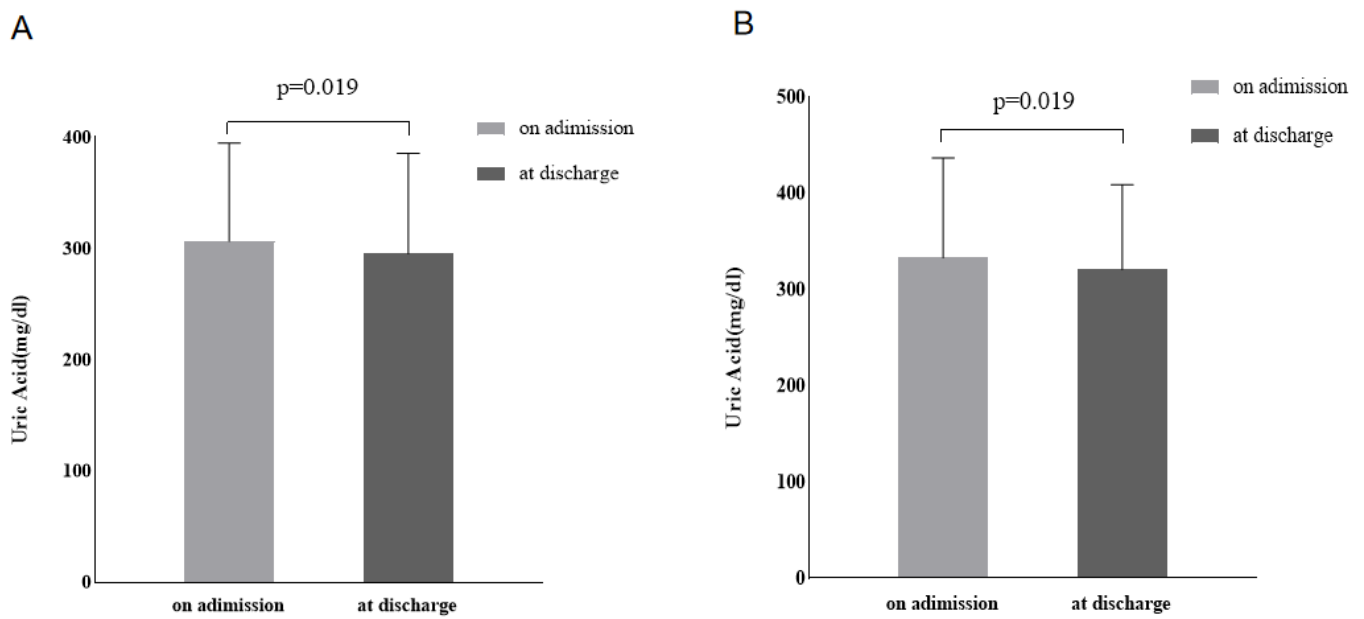 A
p=0.019
on adimission
at discharge
400
300
200
100
0
Uric Acid(mg/dl)
on adimission
at discharge
B
p=0.019
on adimission
at discharge
500
400
300
200
100
0
Uric Acid(mg/dl)
on adimission
at discharge